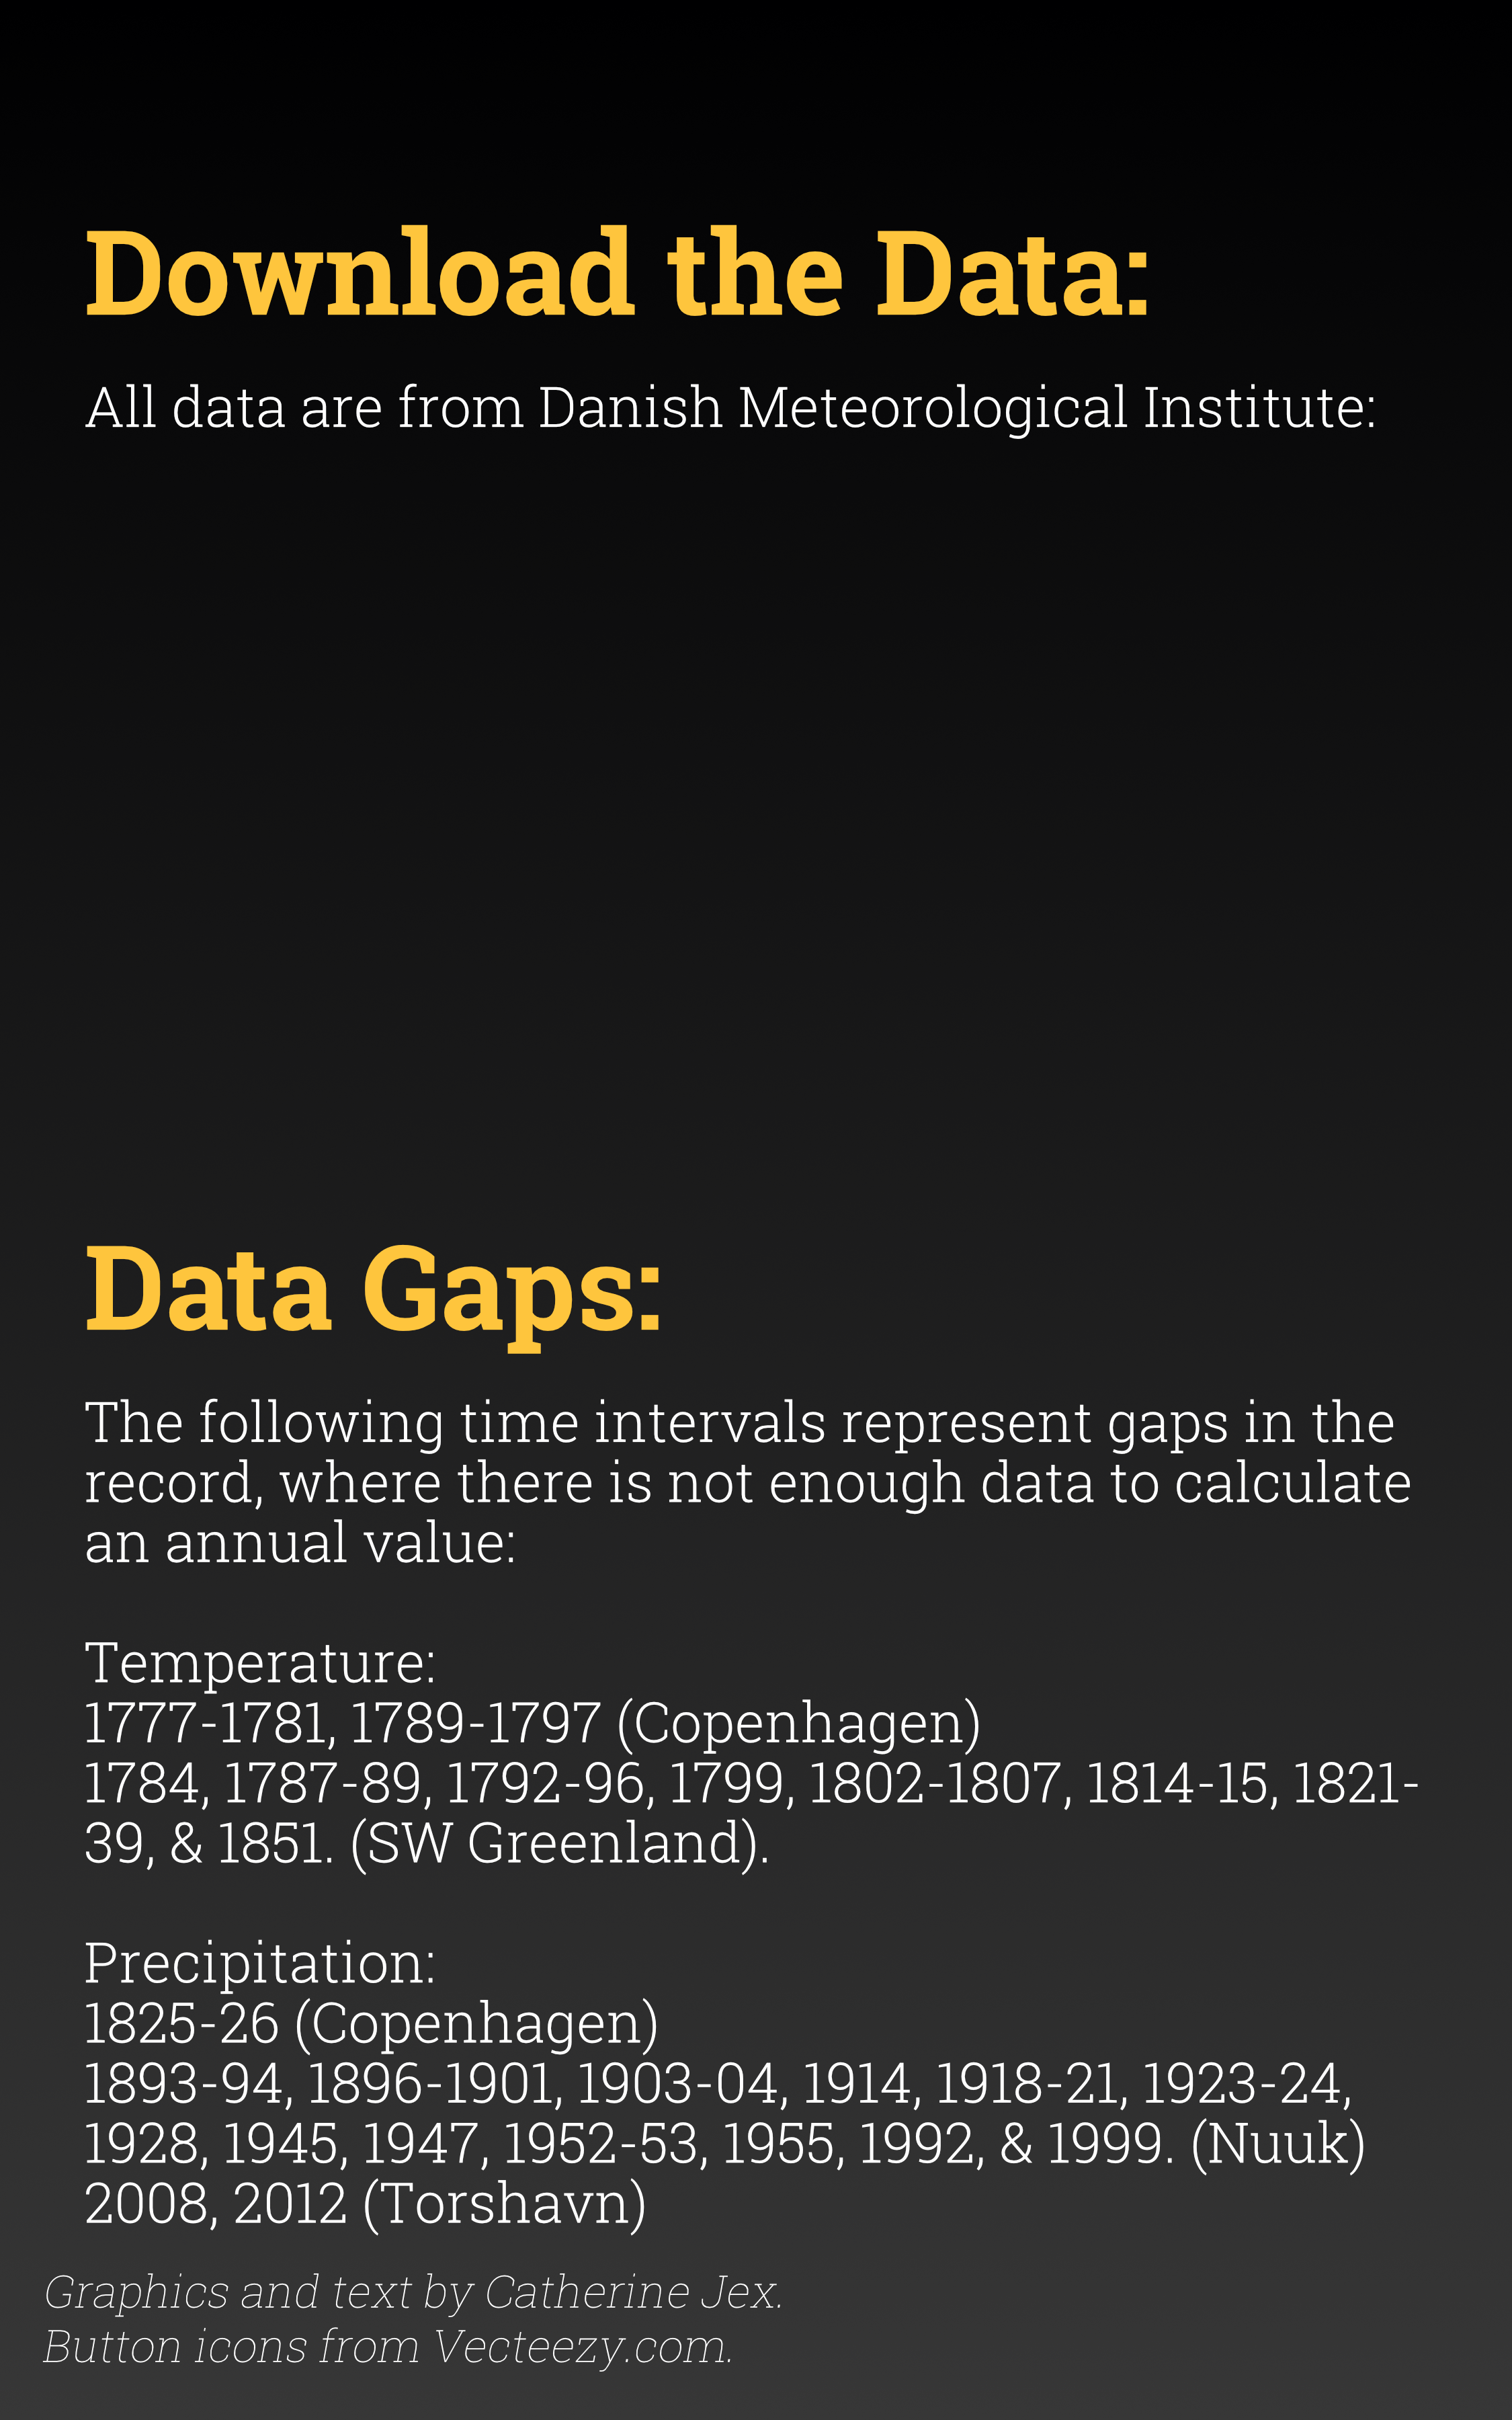 Download the Data:
All data are from Danish Meteorological Institute:
Data Gaps:
The following time intervals represent gaps in the
record, where there is not enough data to calculate
an annual value:
Temperature:
1777-1781, 1789-1797 (Copenhagen)
1784, 1787-89, 1792-96, 1799, 1802-1807, 1814-15, 1821-
39, & 1851. (SW Greenland).
Precipitation:
1825-26 (Copenhagen)
1893-94, 1896-1901, 1903-04, 1914, 1918-21, 1923-24,
1928, 1945, 1947, 1952-53, 1955, 1992, & 1999. (Nuuk)
2008, 2012 (Torshavn)
Graphics and text by Catherine Jex.
Button icons from Vecteezy.com.